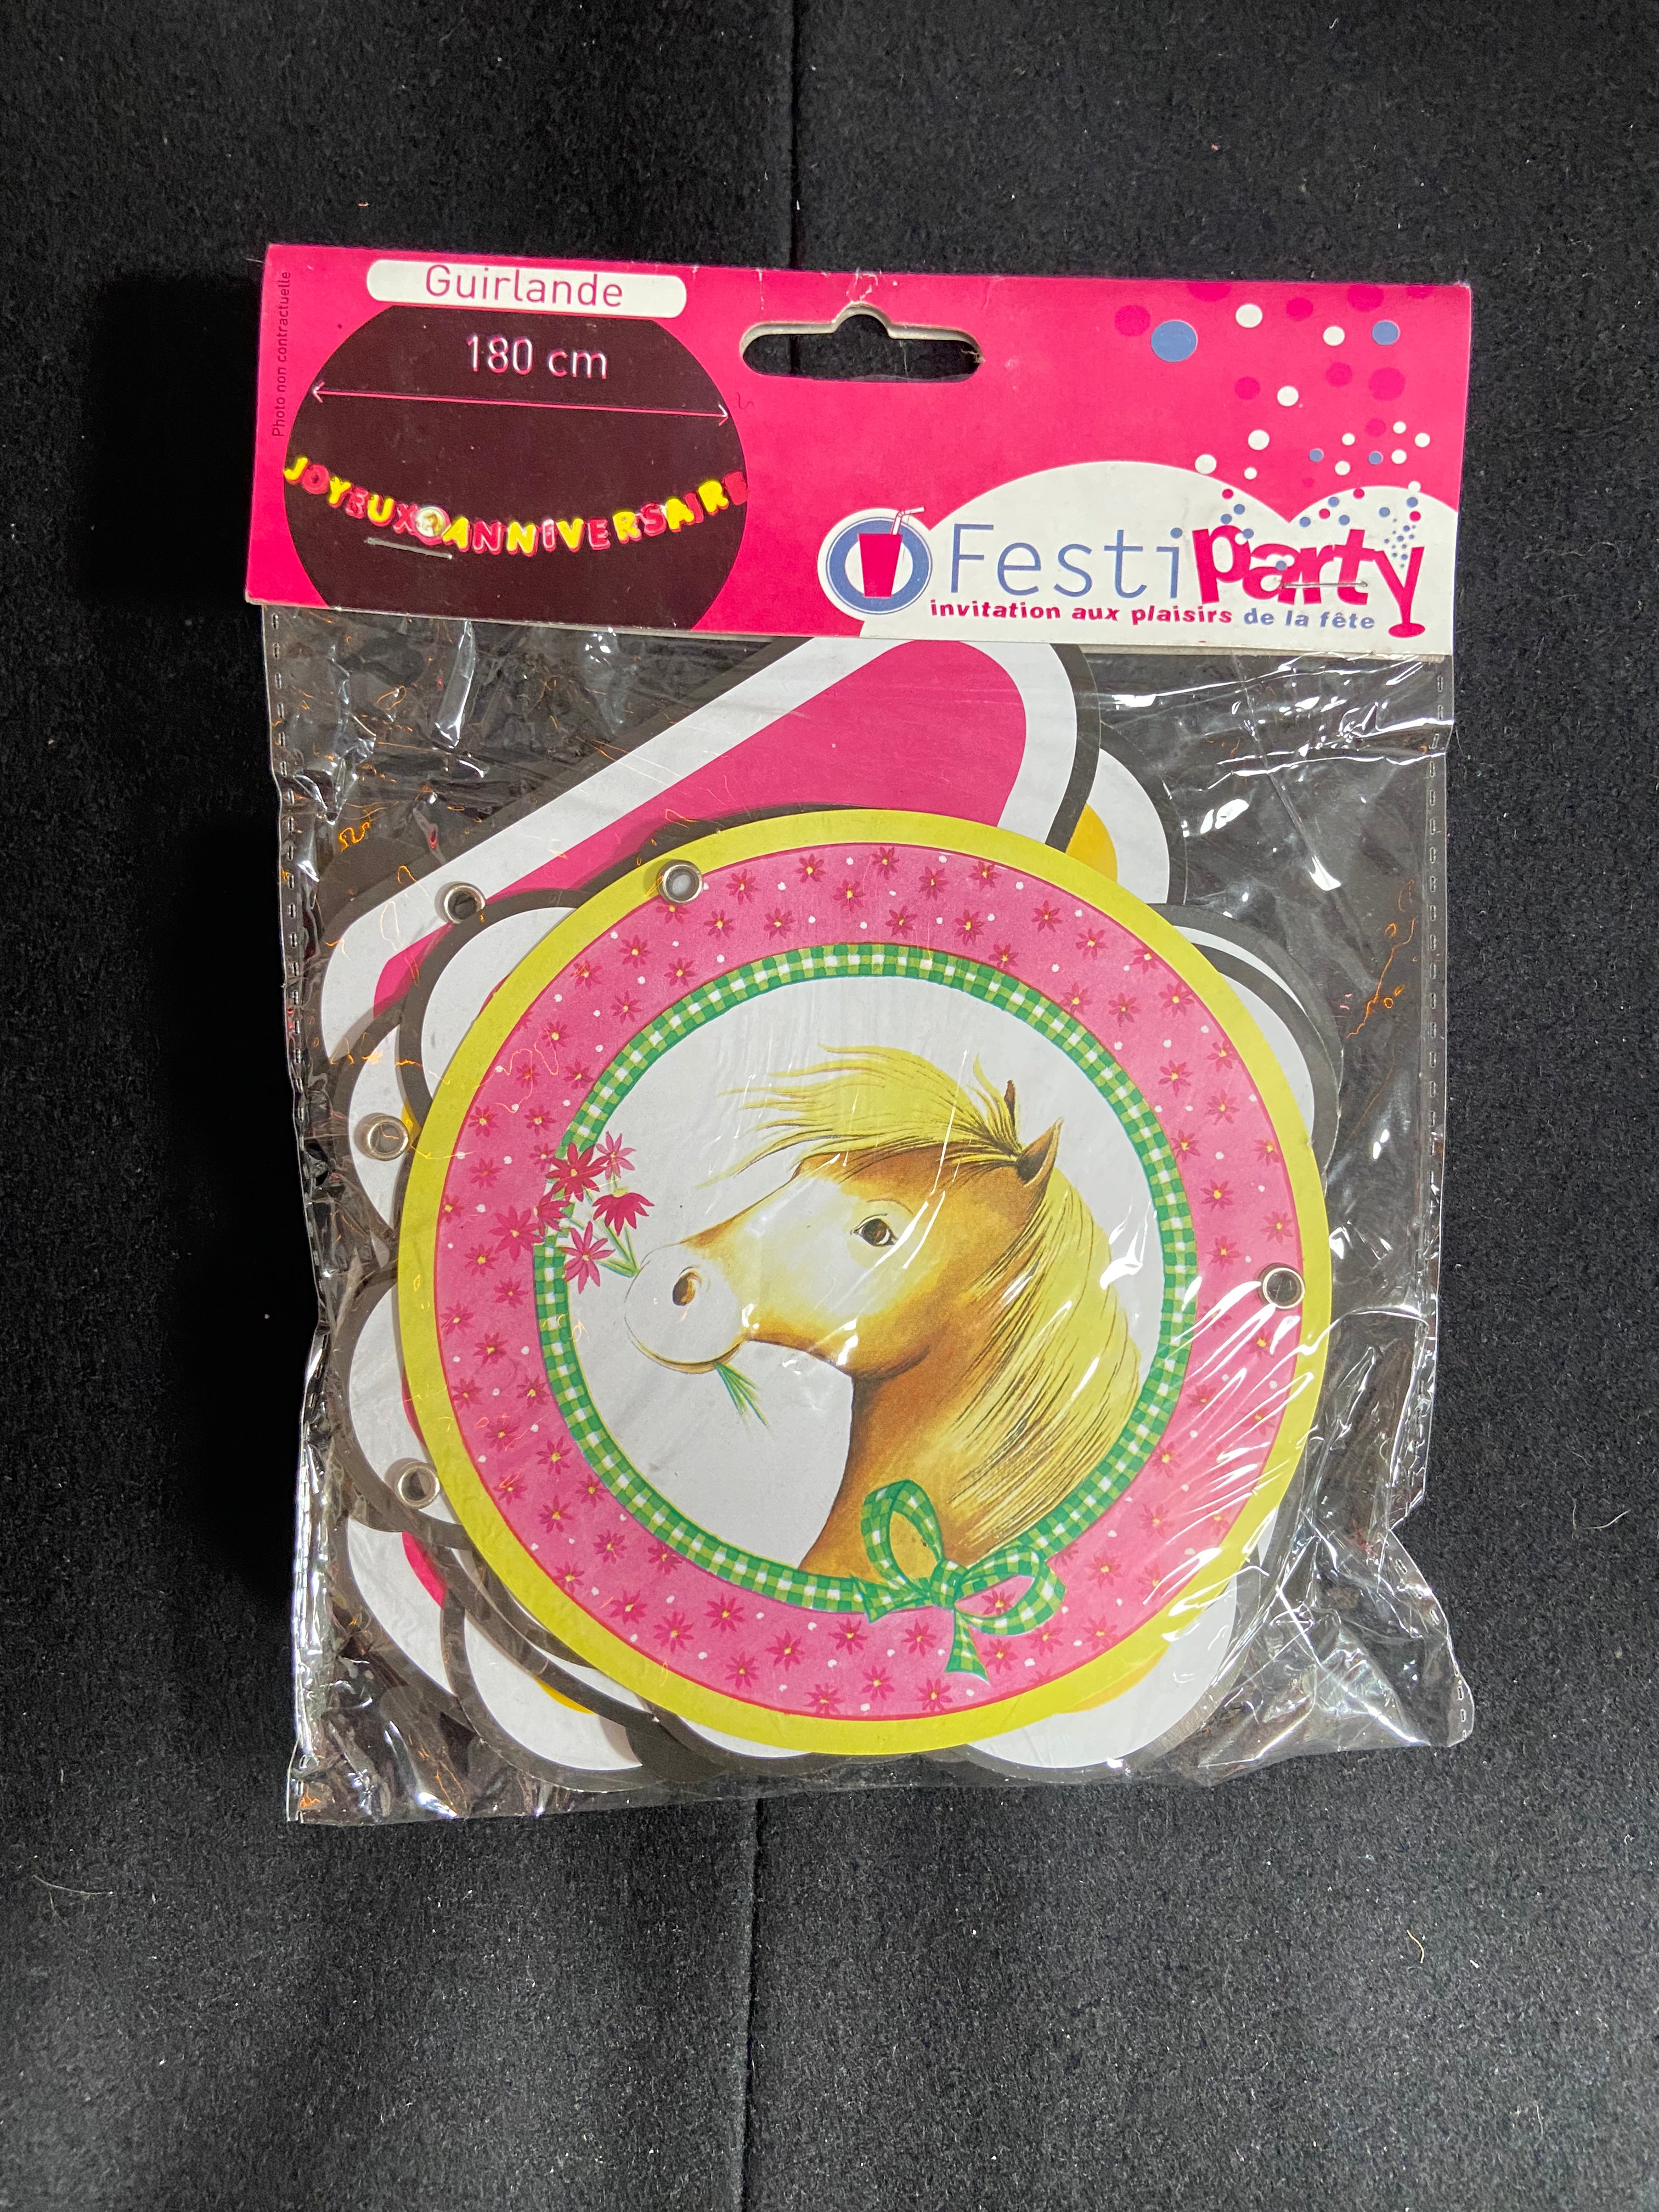 Guirlande
Photo non contractuelle
180 cm
JOYEUX ANNIVERSAIRE
Festiparty
invitation aux plaisirs de la fête